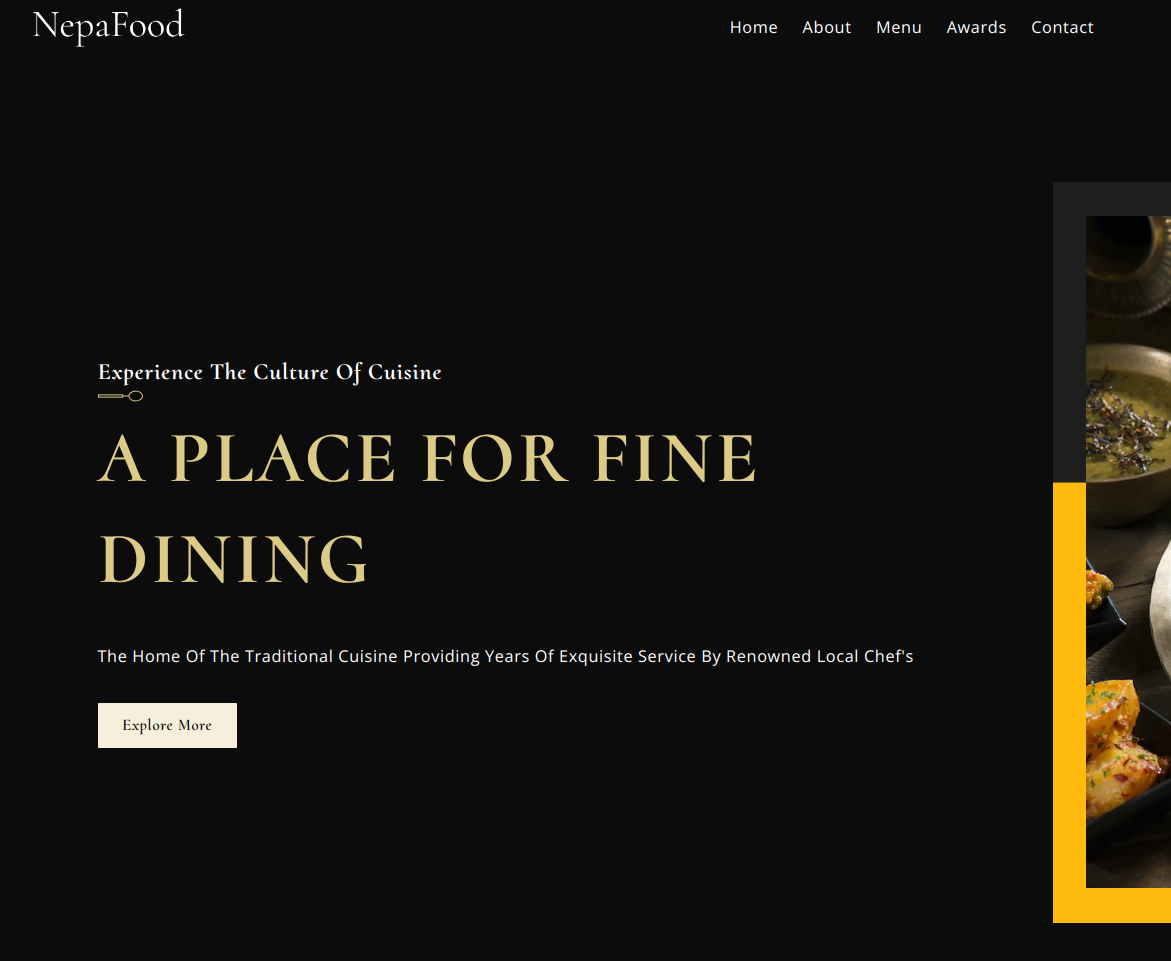 NepaFood
Home About Menu Awards Contact
Experience The Culture Of Cuisine
A PLACE FOR FINE
DINING
The Home Of The Traditional Cuisine Providing Years Of Exquisite Service By Renowned Local Chef's
Explore More